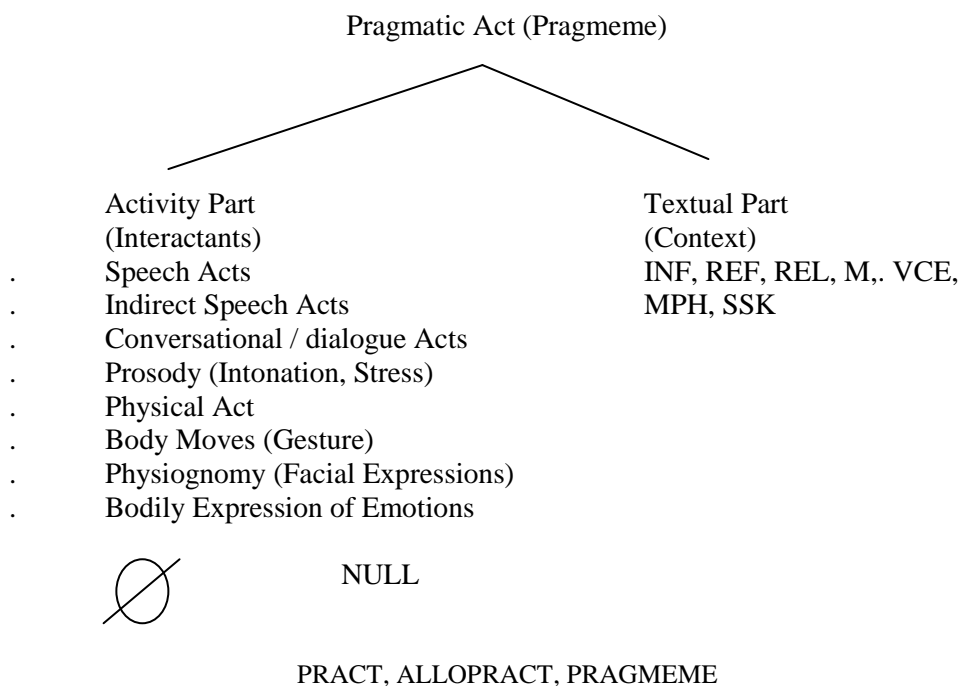 Pragmatic Act (Pragmeme)
Activity Part
(Interactants)
. Speech Acts
. Indirect Speech Acts
. Conversational / dialogue Acts
. Prosody (Intonation, Stress)
. Physical Act
. Body Moves (Gesture)
. Physiognomy (Facial Expressions)
. Bodily Expression of Emotions
Textual Part
(Context)
INF, REF, REL, M,. VCE,
MPH, SSK
NULL
PRACT, ALLOPRACT, PRAGMEME